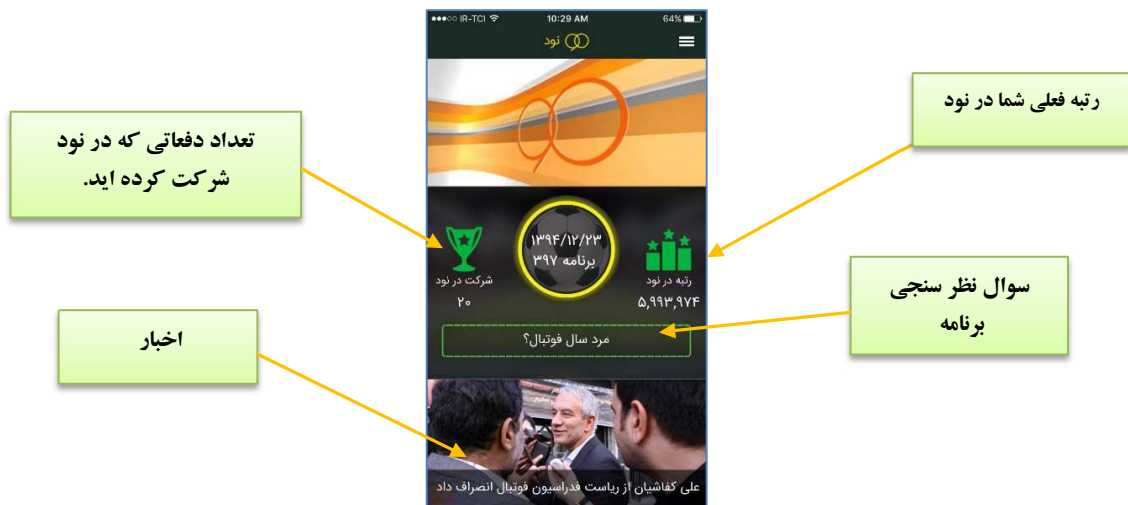 IR-TCI
10:29 AM
64%
90 نود
90
رتبه فعلی شما در نود
تعداد دفعاتی که در نود
شرکت کرده اید.
۱۳۹۴/۱۲/۲۳
برنامه ۳۹۷
رتبه در نود
۵,۹۹۳,۹۷۴
شرکت در نود
۲۰
سوال نظر سنجی
برنامه
مرد سال فوتبال؟
اخبار
علی کفاشیان از ریاست فدراسیون فوتبال انصراف داد